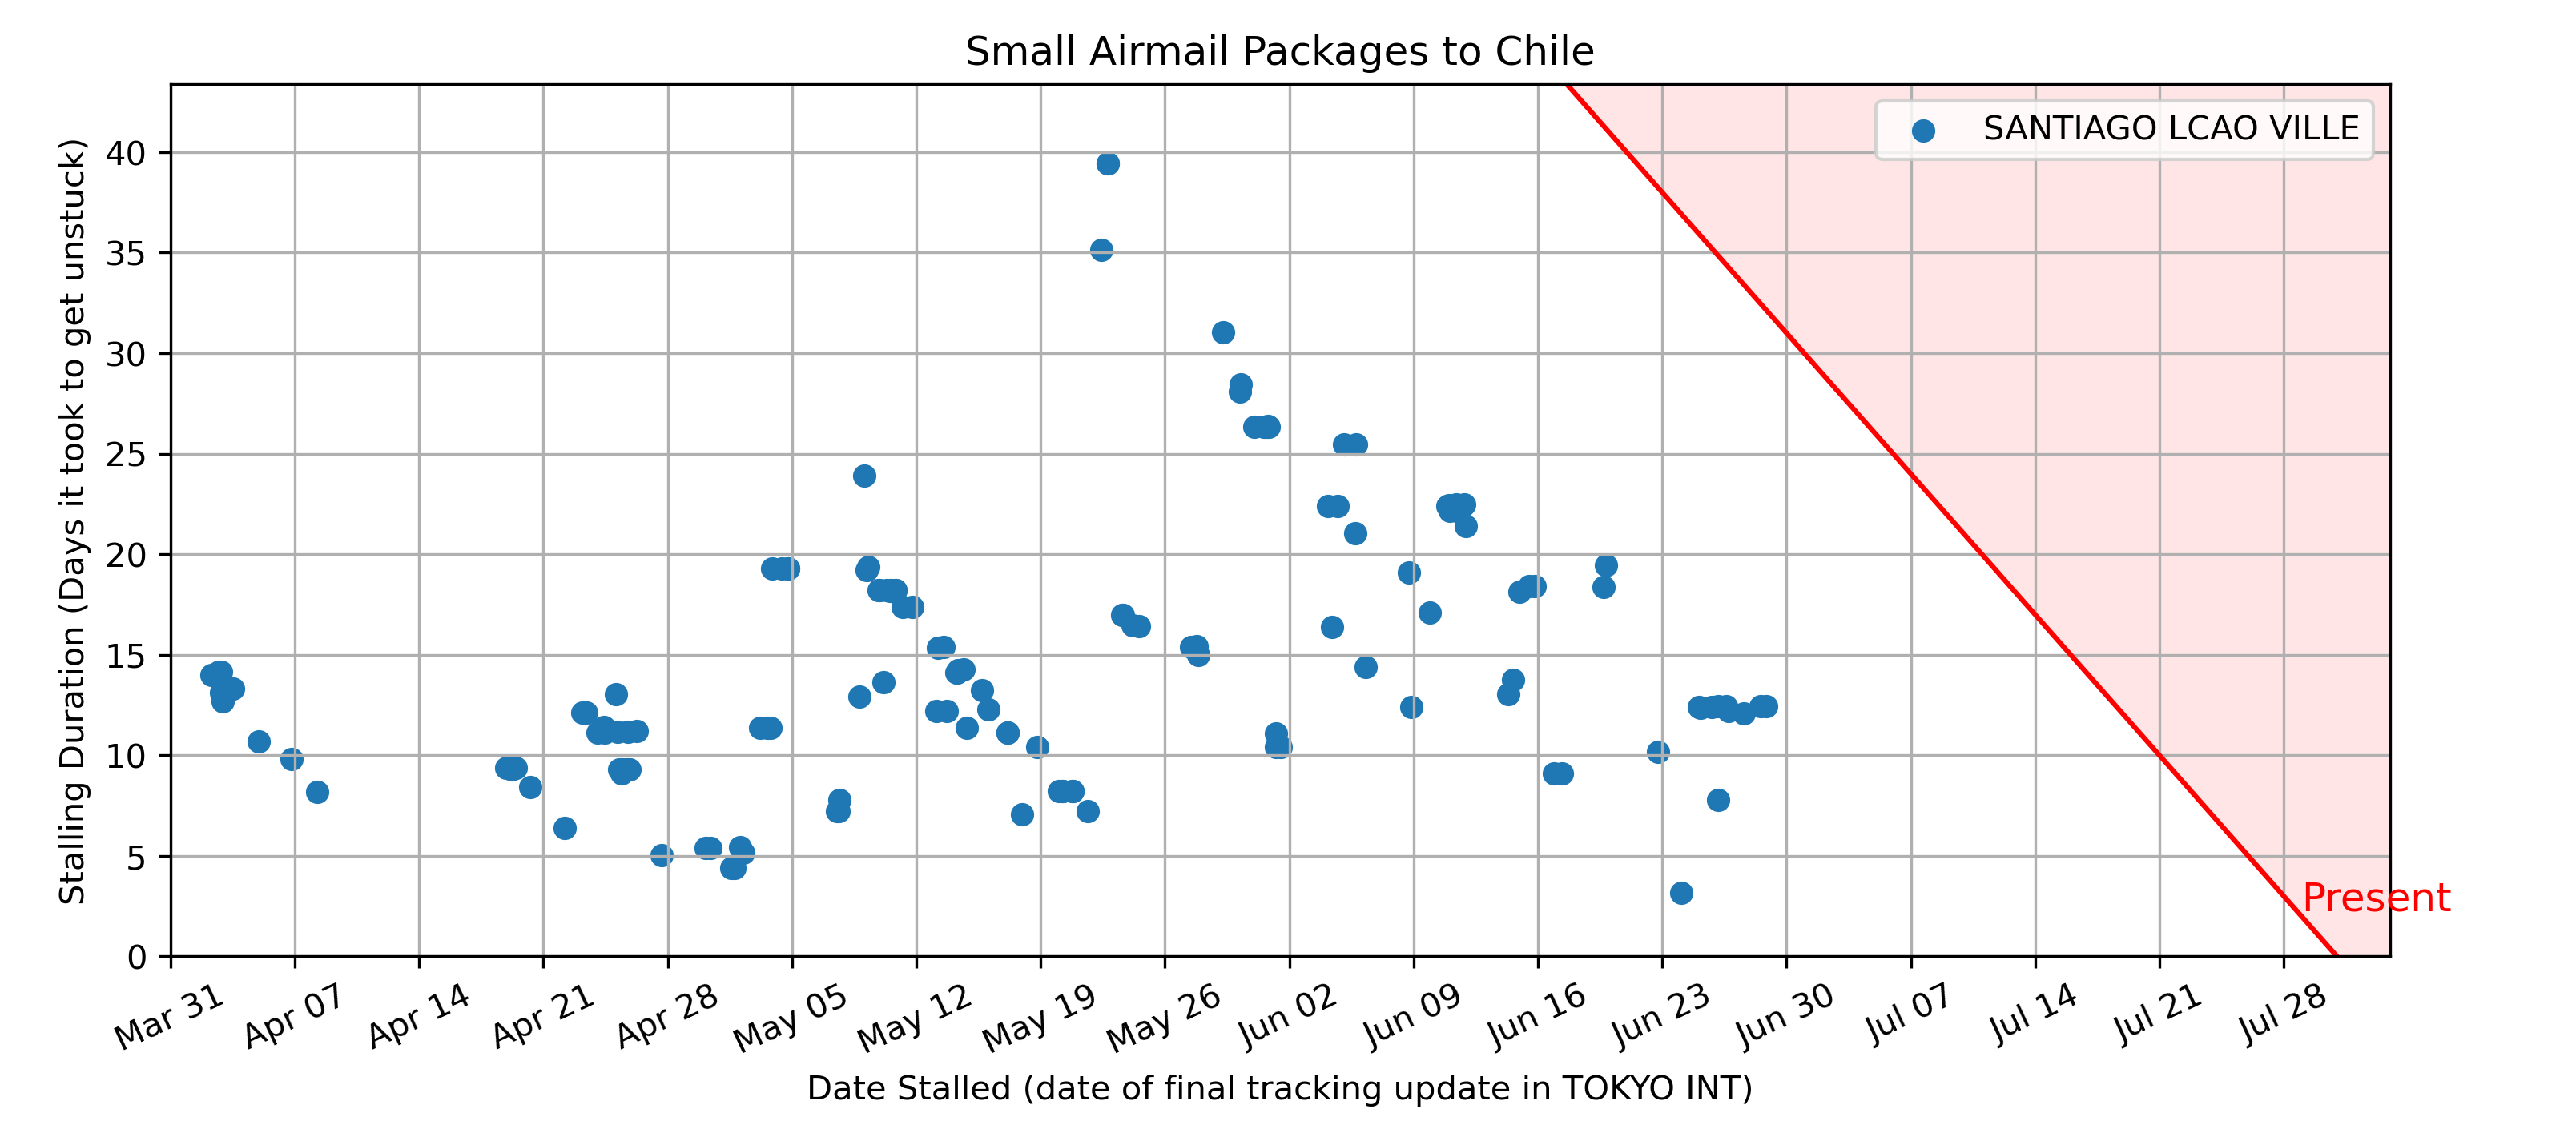 Small Airmail Packages to Chile
SANTIAGO LCAO VILLE
Stalling Duration (Days it took to get unstuck)
40
35
30
25
20
15
10
5
0
Present
Mar 31
Apr 07
Apr 14
Apr 21
Apr 28
May 05
May 12
May 19
May 26
Jun 02
Jun 09
Jun 16
Jun 23
Jun 30
Jul 07
Jul 14
Jul 21
Jul 28
Date Stalled (date of final tracking update in TOKYO INT)